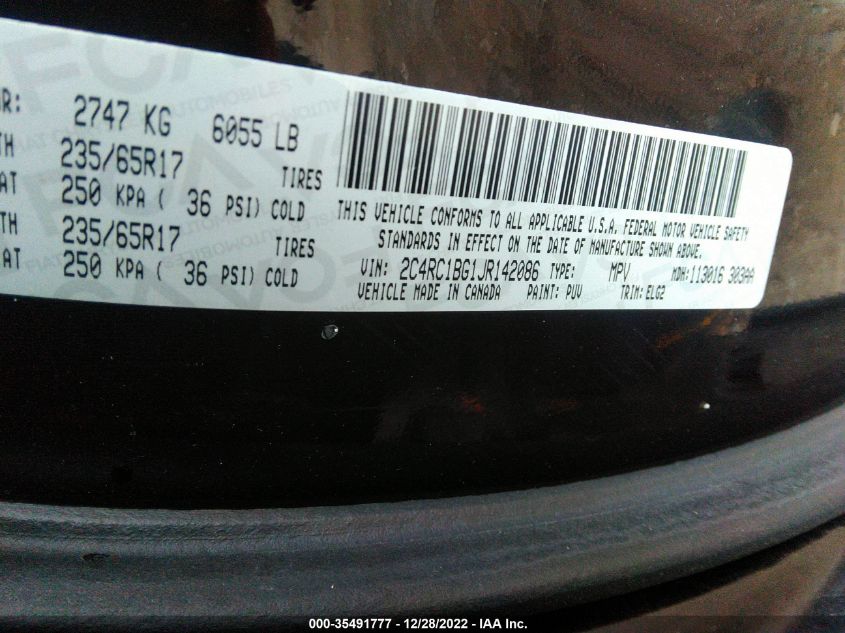 R: 2747 KG 6055 LB
TH 235/65R17 TIRES
AT 250 KPA ( 36 PSI) COLD
TH 235/65R17 TIRES
AT 250 KPA ( 36 PSI) COLD
THIS VEHICLE CONFORMS TO ALL APPLICABLE U.S.A. FEDERAL MOTOR VEHICLE SAFETY
STANDARDS IN EFFECT ON THE DATE OF MANUFACTURE SHOWN ABOVE.
VIN: 2C4RC1BG1JR142086 TYPE: MPV MDH: 113016 303AA
VEHICLE MADE IN CANADA PAINT: PUV TRIM: ELG2
000-35491777 - 12/28/2022 - IAA Inc.